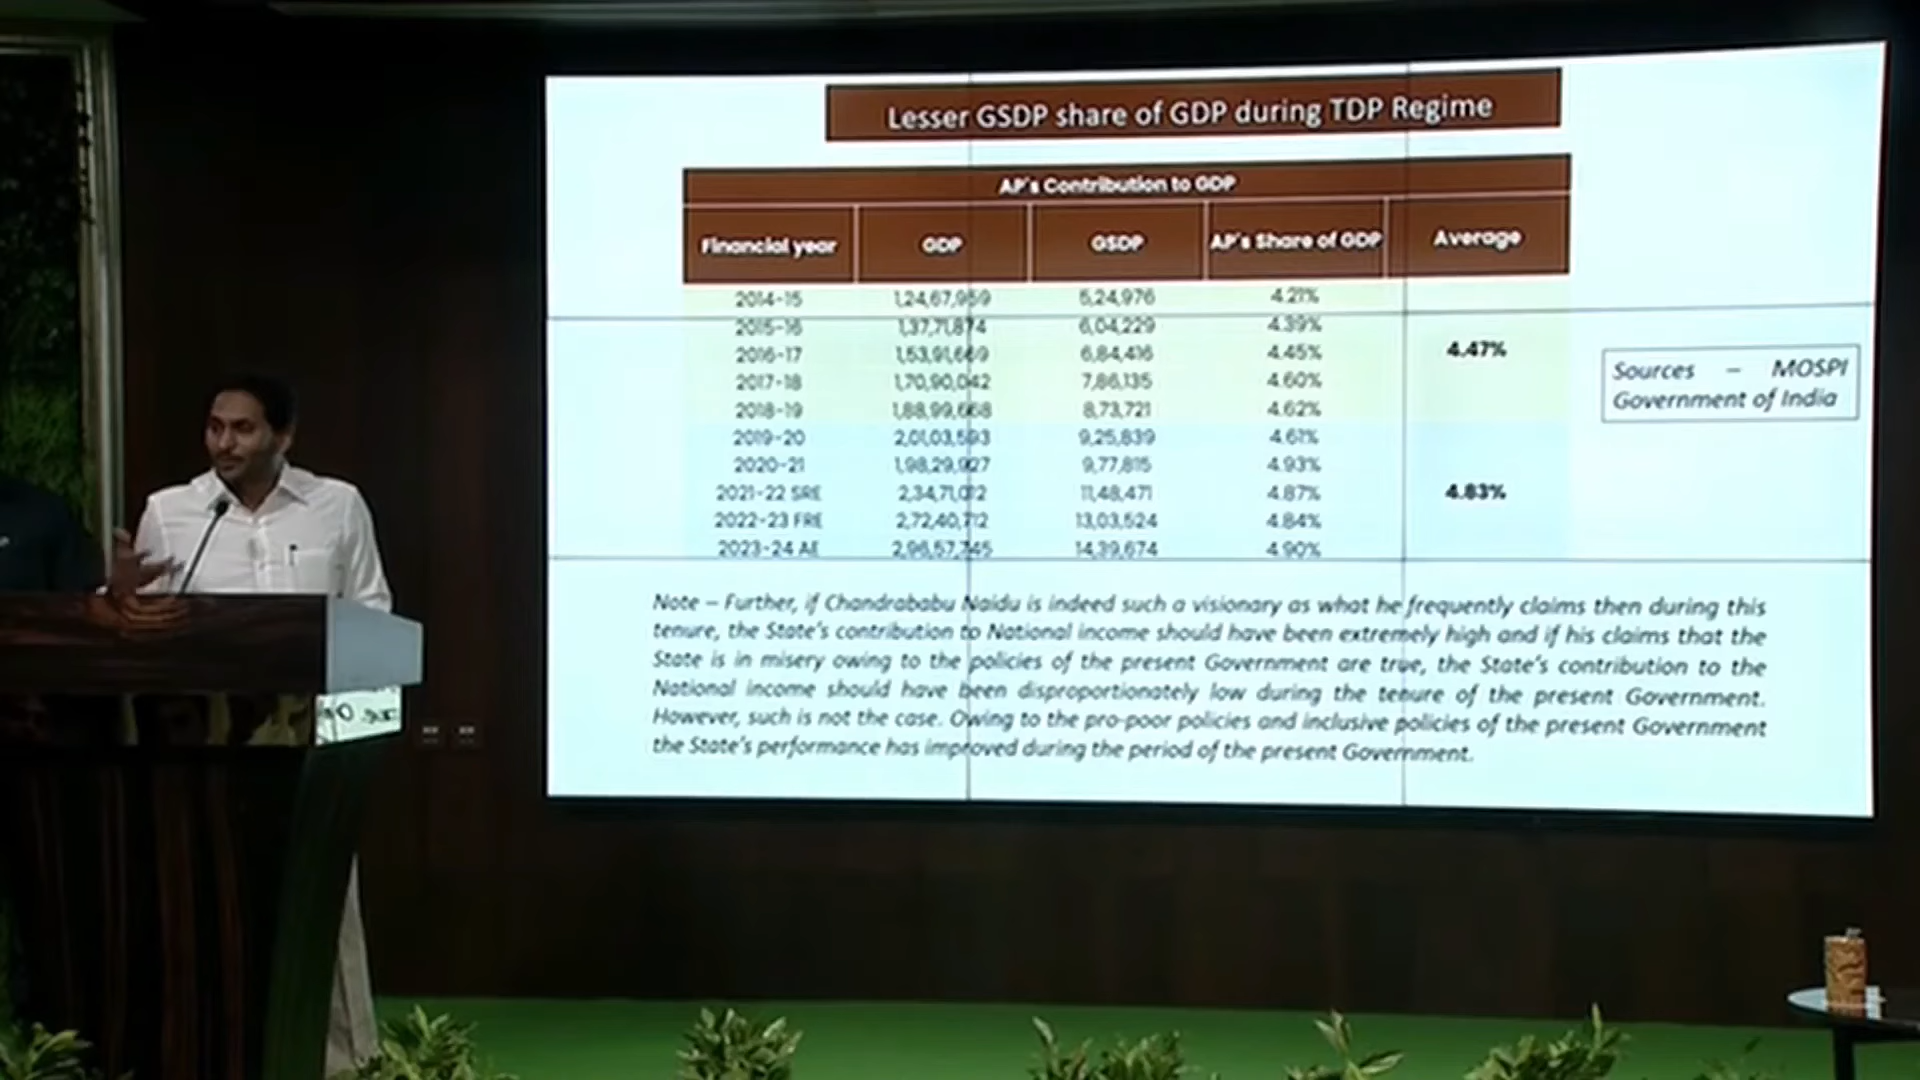 Lesser GSDP share of GDP during TDP Regime
AP's Contribution to GDP
Financial year GDP GSDP AP's Share of GDP Average
2014-15 1,24,67,959 5,24,976 4.21%
2015-16 1,37,71,874 6,04,229 4.39%
2016-17 1,53,91,669 6,84,416 4.45% 4.47%
2017-18 1,70,90,042 7,86,135 4.60%
2018-19 1,88,99,668 8,73,721 4.62%
2019-20 2,01,03,593 9,25,839 4.61%
2020-21 1,98,29,927 9,77,815 4.93%
2021-22 SRE 2,34,71,012 11,48,471 4.87% 4.83%
2022-23 FRE 2,72,40,712 13,03,524 4.84%
2023-24 AE 2,96,57,745 14,39,674 4.90%
Sources – MOSPI
Government of India
Note – Further, if Chandrababu Naidu is indeed such a visionary as what he frequently claims then during this
tenure, the State's contribution to National income should have been extremely high and if his claims that the
State is in misery owing to the policies of the present Government are true, the State's contribution to the
National income should have been disproportionately low during the tenure of the present Government.
However, such is not the case. Owing to the pro-poor policies and inclusive policies of the present Government
the State's performance has improved during the period of the present Government.